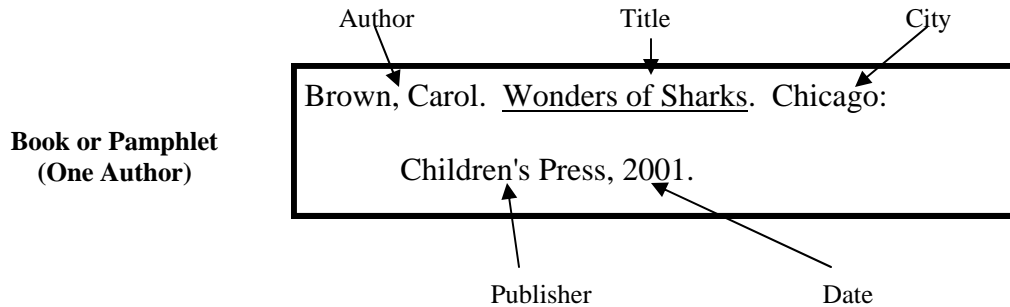 Author Title City
Brown, Carol. Wonders of Sharks. Chicago:
Book or Pamphlet
(One Author)
Children's Press, 2001.
Publisher Date